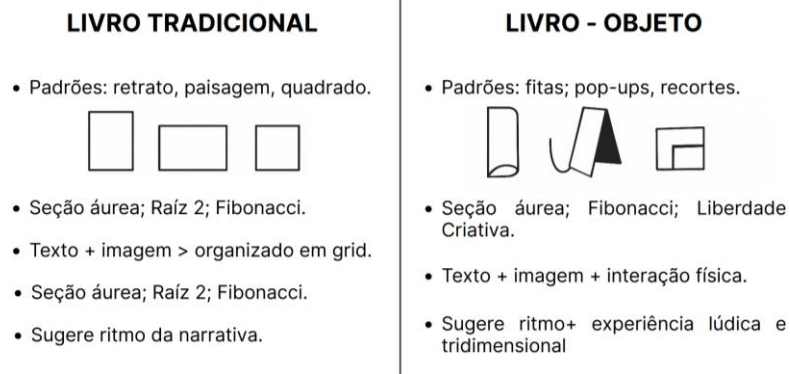 LIVRO TRADICIONAL
• Padrões: retrato, paisagem, quadrado.
• Seção áurea; Raíz 2; Fibonacci.
• Texto + imagem > organizado em grid.
• Seção áurea; Raíz 2; Fibonacci.
• Sugere ritmo da narrativa.
LIVRO - OBJETO
• Padrões: fitas; pop-ups, recortes.
• Seção áurea; Fibonacci; Liberdade
Criativa.
• Texto + imagem + interação física.
• Sugere ritmo+ experiência lúdica e
tridimensional